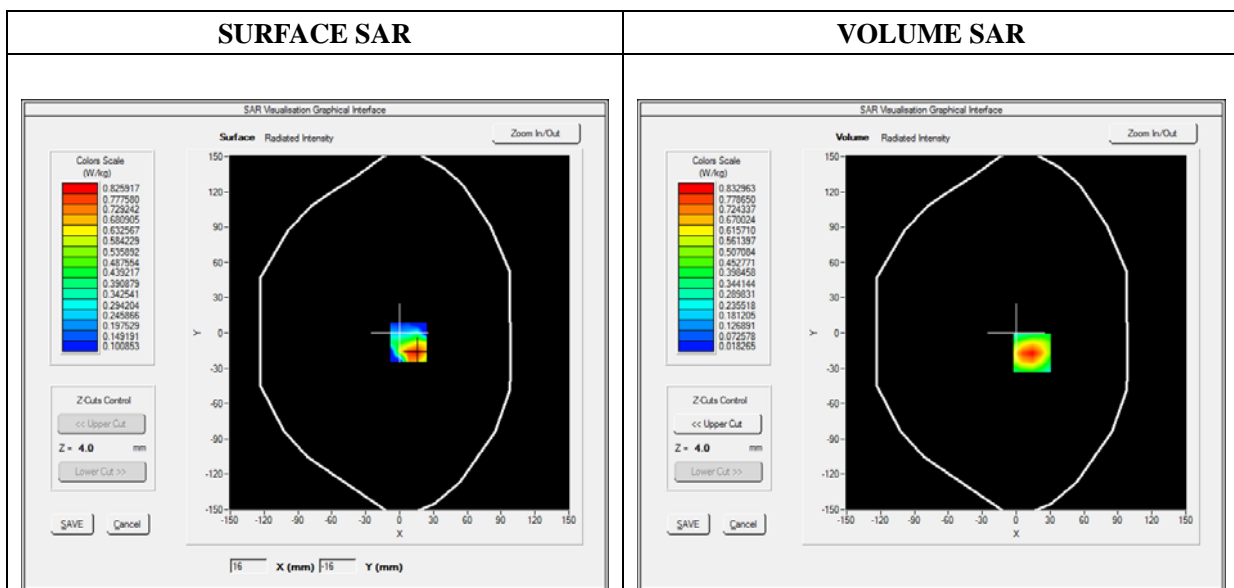 SURFACE SAR
VOLUME SAR
SAR Visualisation Graphical Interface
Surface Radiated Intensity
Zoom In/Out
Colors Scale
(W/kg)
0.825917
0.777580
0.729242
0.680905
0.632567
0.584229
0.535892
0.487554
0.439217
0.390879
0.342541
0.294204
0.245866
0.197529
0.149191
0.100853
Z-Cuts Control
<< Upper Cut
Z = 4.0 mm
Lower Cut >>
SAVE Cancel
150
120
90
60
30
0
-30
-60
-90
-120
-150
Y
-150 -120 -90 -60 -30 0 30 60 90 120 150
X
16 X (mm) -16 Y (mm)
SAR Visualisation Graphical Interface
Volume Radiated Intensity
Zoom In/Out
Colors Scale
(W/kg)
0.832963
0.778650
0.724337
0.670024
0.615710
0.561397
0.507084
0.452771
0.398458
0.344144
0.289831
0.235518
0.181205
0.126891
0.072578
0.018265
Z-Cuts Control
<< Upper Cut
Z = 4.0 mm
Lower Cut >>
SAVE Cancel
150
120
90
60
30
0
-30
-60
-90
-120
-150
Y
-150 -120 -90 -60 -30 0 30 60 90 120 150
X